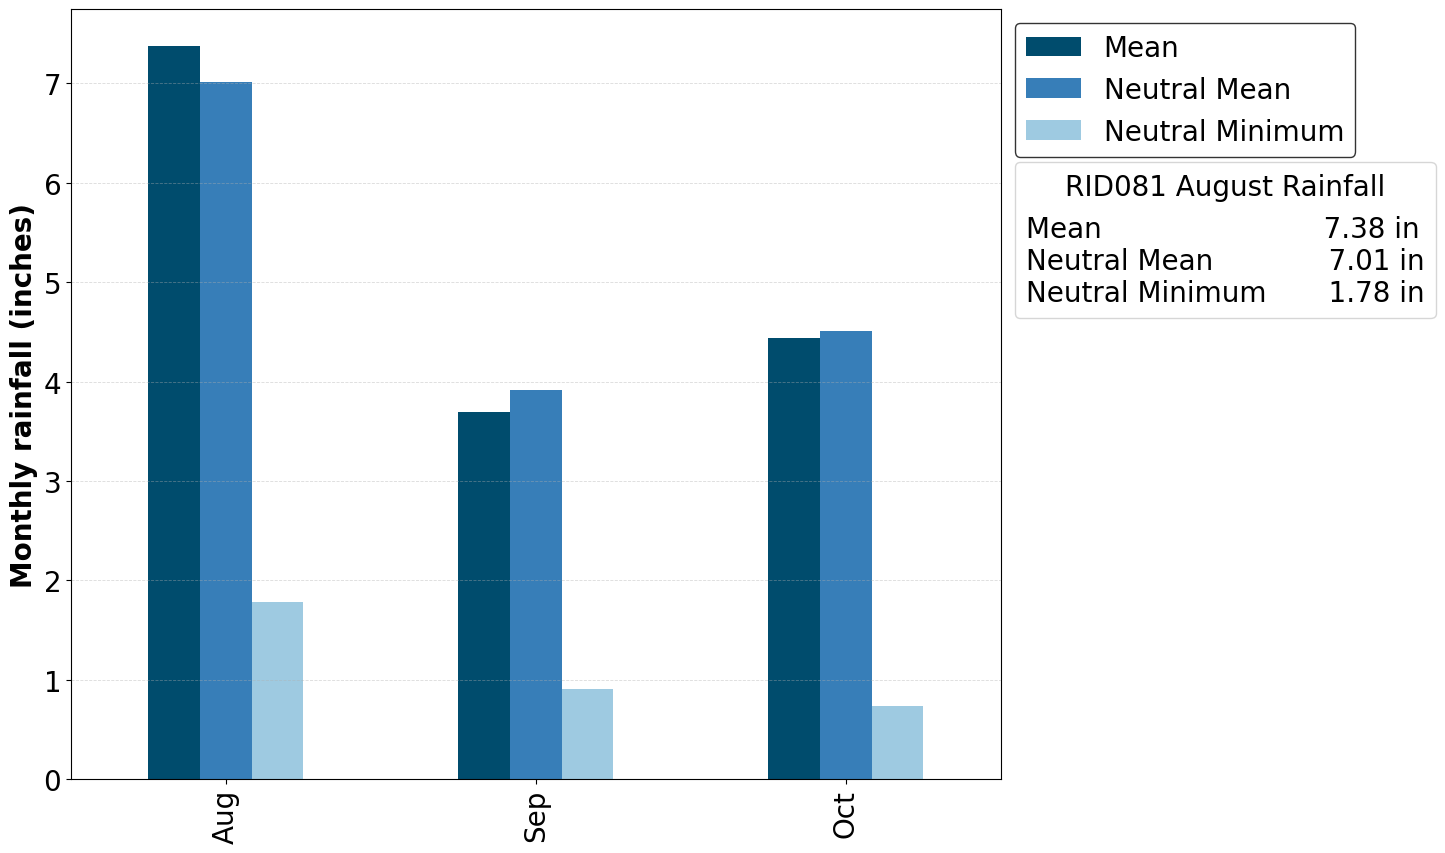 Monthly rainfall (inches)
7
6
5
4
3
2
1
0
Aug
Sep
Oct
Mean
Neutral Mean
Neutral Minimum
RID081 August Rainfall
Mean 7.38 in
Neutral Mean 7.01 in
Neutral Minimum 1.78 in